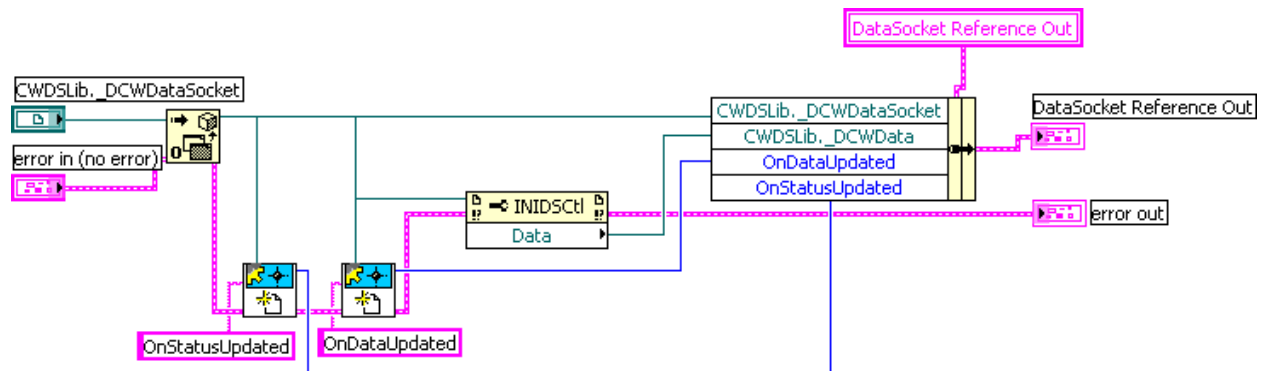 DataSocket Reference Out
CWDSLib._DCWDataSocket
error in (no error)
CWDSLib._DCWDataSocket
CWDSLib._DCWData
OnDataUpdated
OnStatusUpdated
DataSocket Reference Out
INIDSCtl
Data
error out
OnStatusUpdated
OnDataUpdated